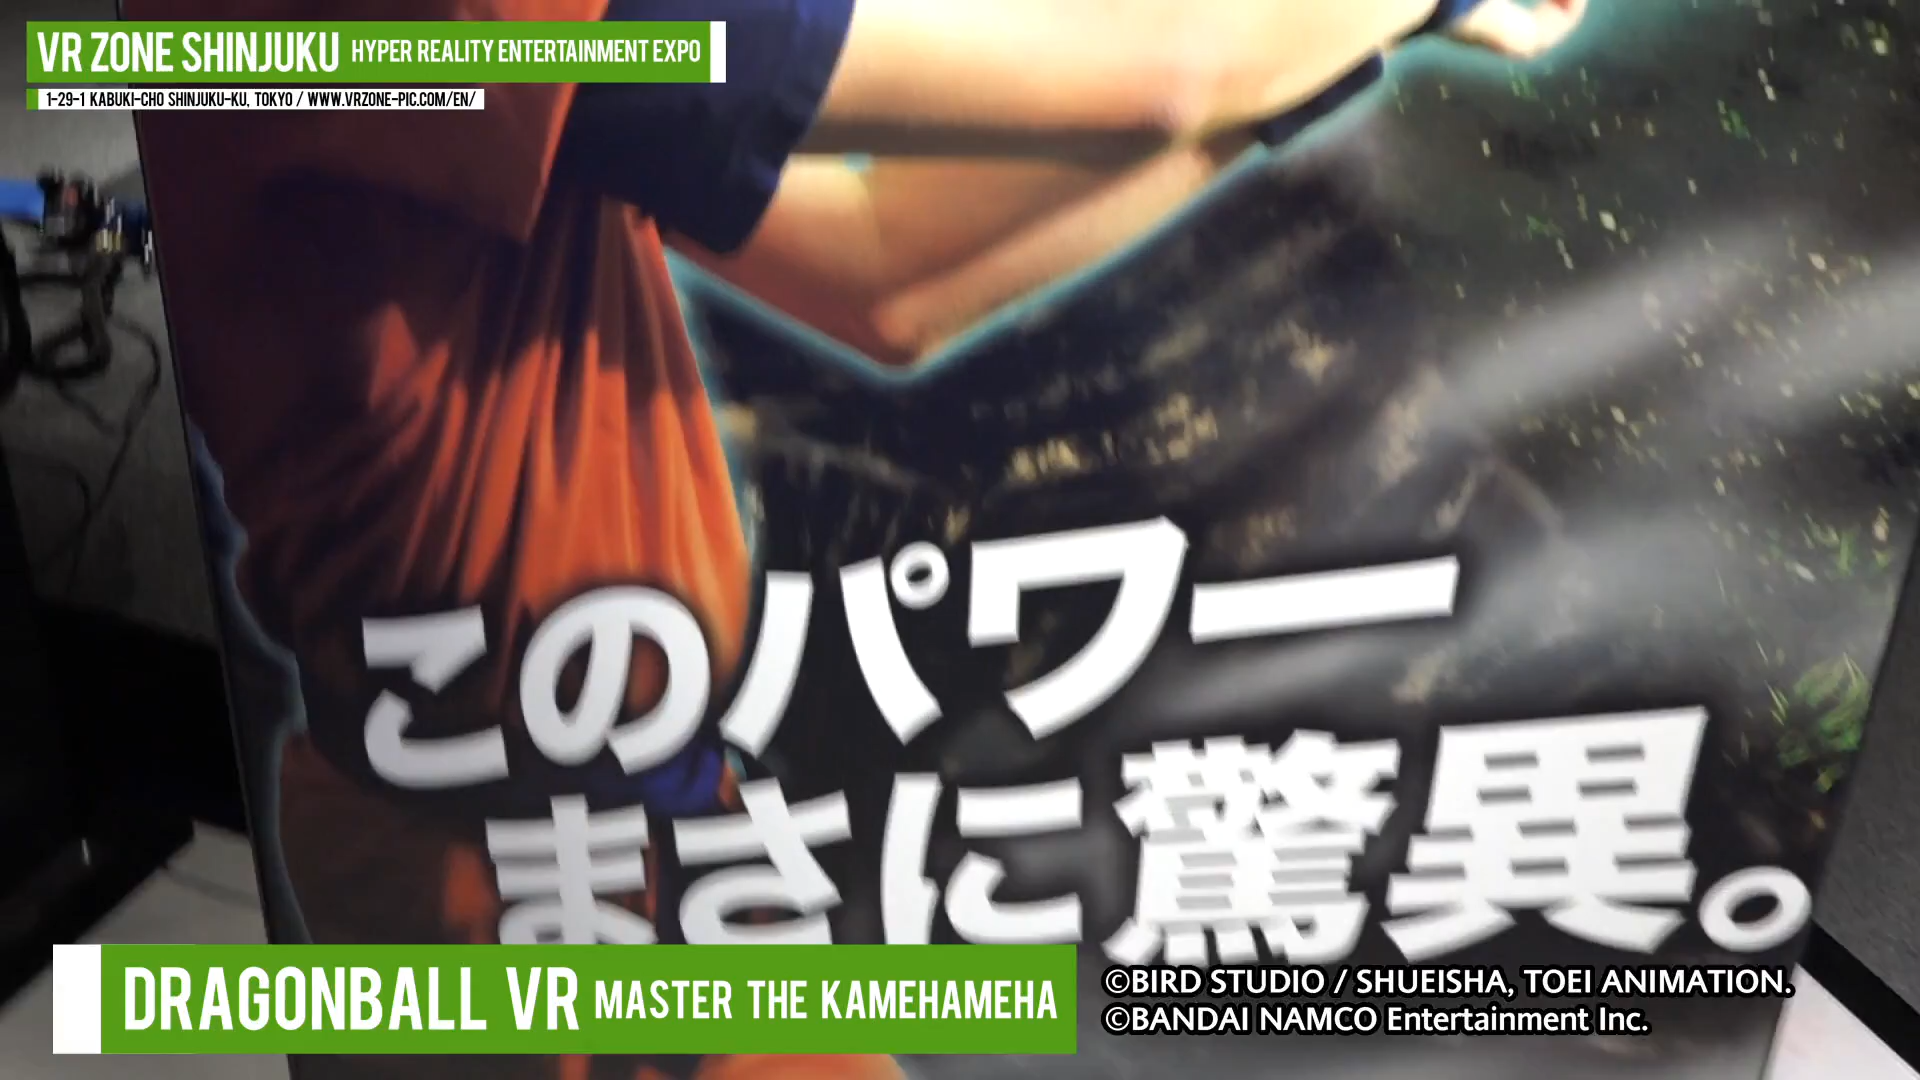 VR ZONE SHINJUKU HYPER REALITY ENTERTAINMENT EXPO
1-29-1 KABUKI-CHO SHINJUKU-KU, TOKYO / WWW.VRZONE-PIC.COM/EN/
このパワー
まさに驚異。
DRAGONBALL VR MASTER THE KAMEHAMEHA
©BIRD STUDIO / SHUEISHA, TOEI ANIMATION.
©BANDAI NAMCO Entertainment Inc.